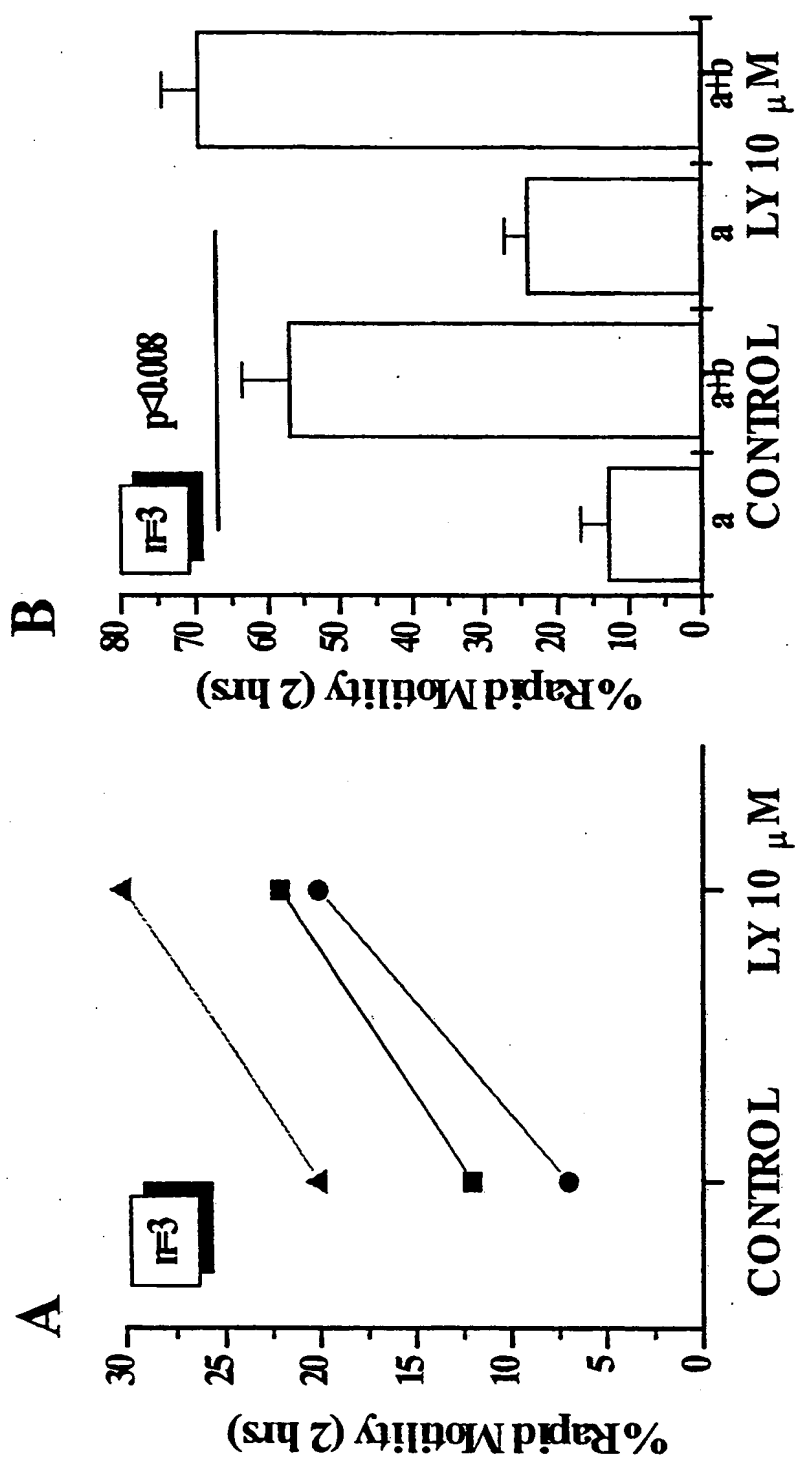 A
n=3
% Rapid Motility (2 hrs)
30
25
20
15
10
5
0
CONTROL LY 10 μM
B
n=3
p<0.008
% Rapid Motility (2 hrs)
80
70
60
50
40
30
20
10
0
a a+b a a+b
CONTROL LY 10 μM